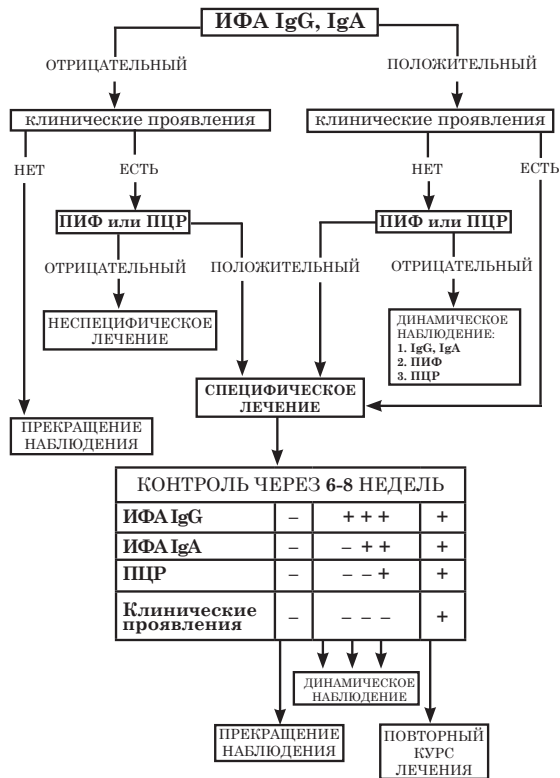 ИФА IgG, IgA
ОТРИЦАТЕЛЬНЫЙ
ПОЛОЖИТЕЛЬНЫЙ
клинические проявления
клинические проявления
НЕТ
ЕСТЬ
НЕТ
ЕСТЬ
ПИФ или ПЦР
ПИФ или ПЦР
ОТРИЦАТЕЛЬНЫЙ
ПОЛОЖИТЕЛЬНЫЙ
ОТРИЦАТЕЛЬНЫЙ
НЕСПЕЦИФИЧЕСКОЕ
ЛЕЧЕНИЕ
ДИНАМИЧЕСКОЕ
НАБЛЮДЕНИЕ:
1. IgG, IgA
2. ПИФ
3. ПЦР
СПЕЦИФИЧЕСКОЕ
ЛЕЧЕНИЕ
ПРЕКРАЩЕНИЕ
НАБЛЮДЕНИЯ
КОНТРОЛЬ ЧЕРЕЗ 6-8 НЕДЕЛЬ
ИФА IgG – + + + +
ИФА IgA – – + + +
ПЦР – – – + +
Клинические
проявления – – – – +
ДИНАМИЧЕСКОЕ
НАБЛЮДЕНИЕ
ПРЕКРАЩЕНИЕ
НАБЛЮДЕНИЯ
ПОВТОРНЫЙ
КУРС
ЛЕЧЕНИЯ